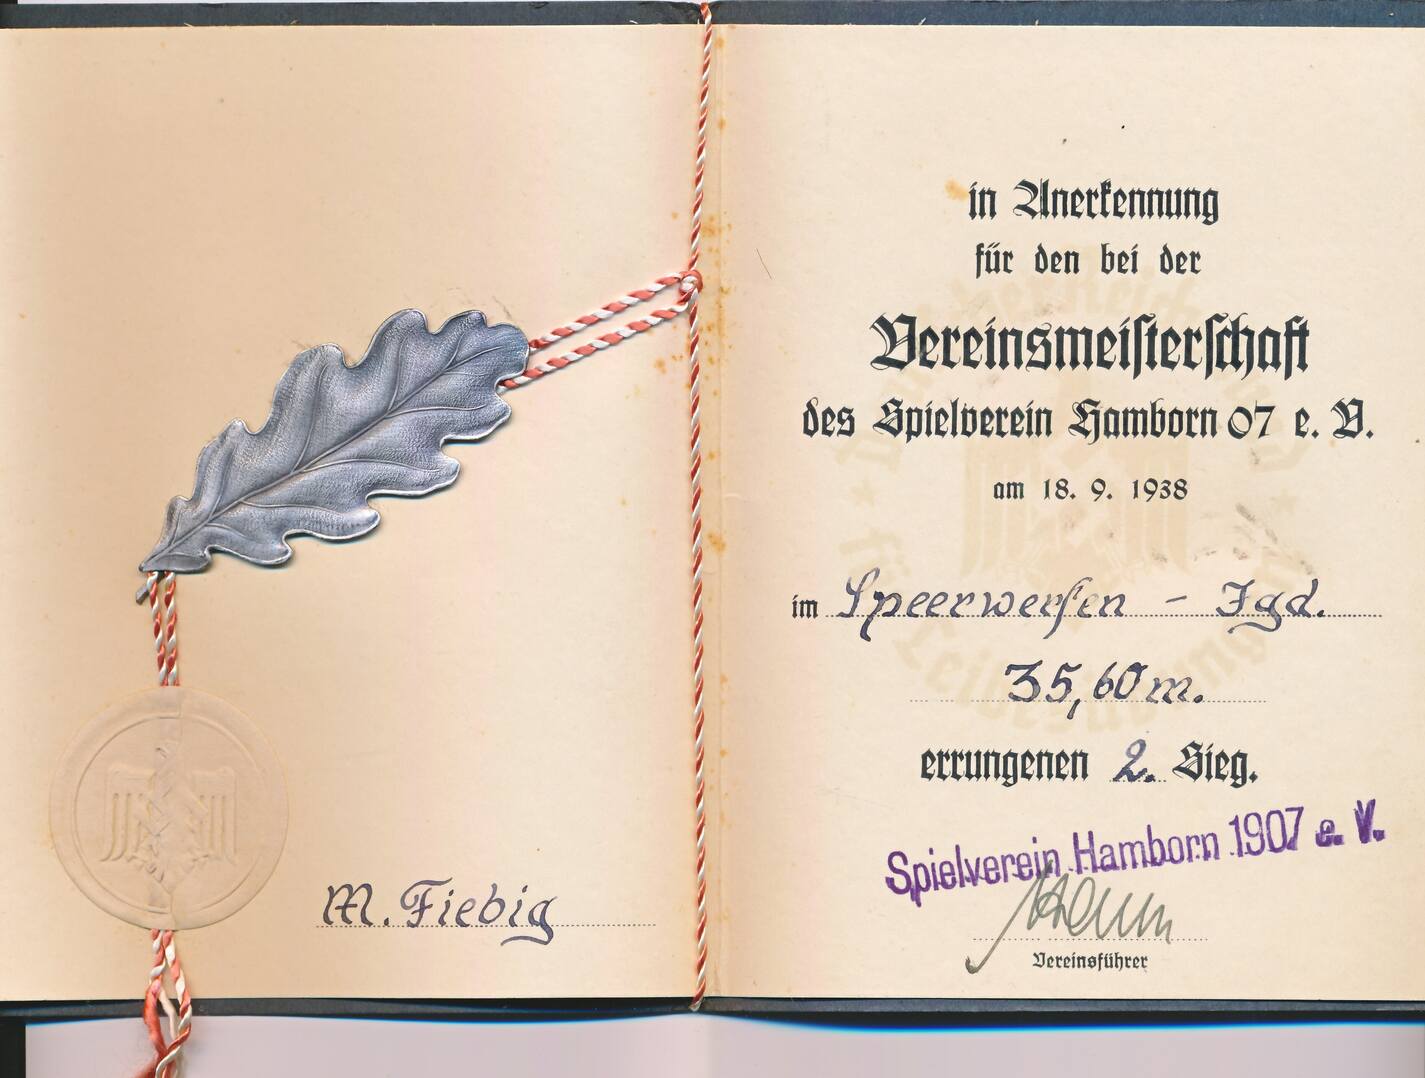 M. Fiebig
in Anerkennung
für den bei der
Vereinsmeisterschaft
des Spielverein Hamborn 07 e. V.
am 18. 9. 1938
im Speerwerfen – Jgd.
35,60 m.
errungenen 2. Sieg.
Spielverein Hamborn 1907 e. V.
Vereinsführer